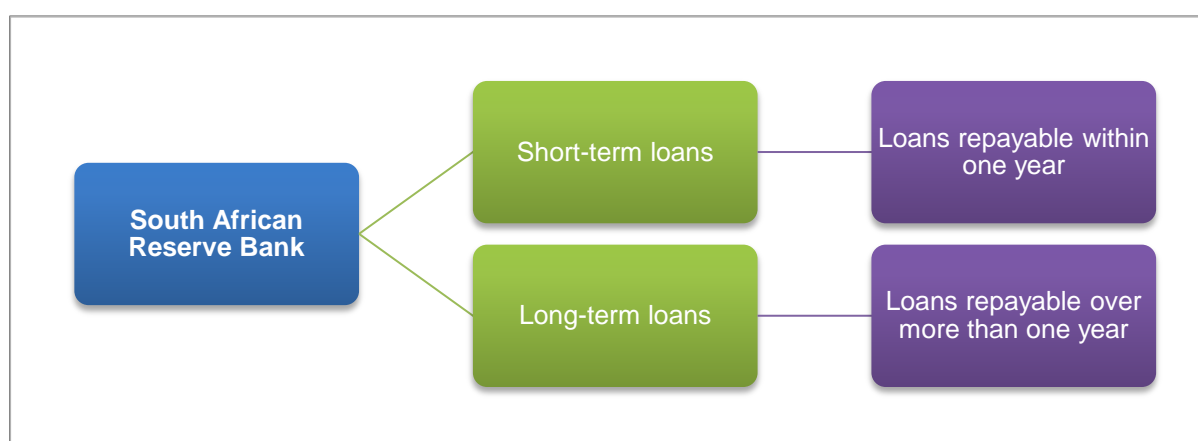 South African
Reserve Bank
Short-term loans
Loans repayable within
one year
Long-term loans
Loans repayable over
more than one year